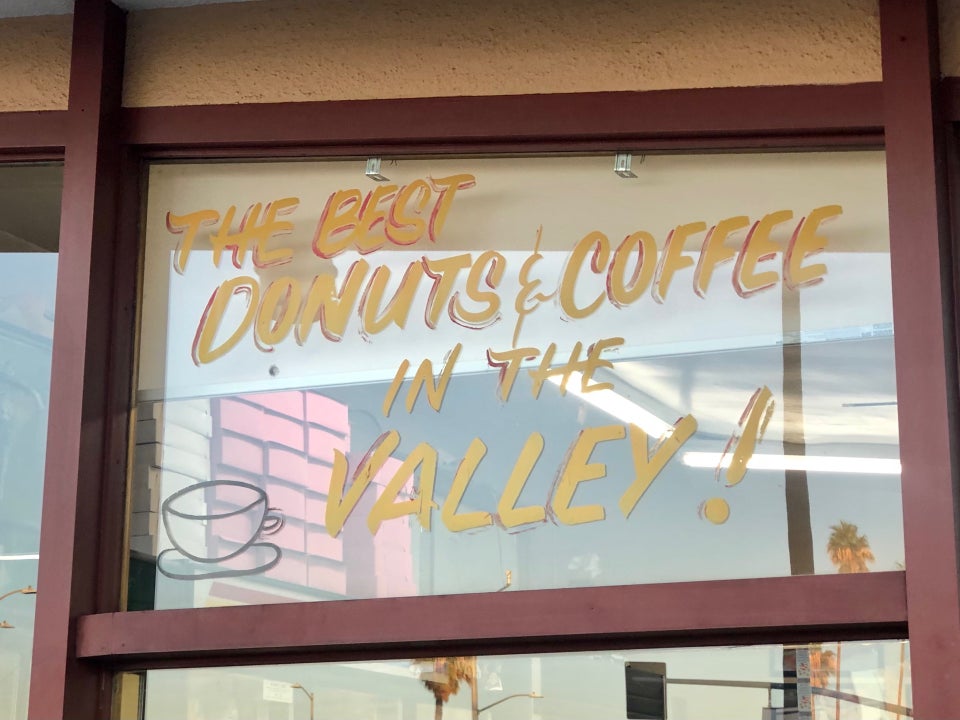 THE BEST
DONUTS & COFFEE
IN THE
VALLEY!